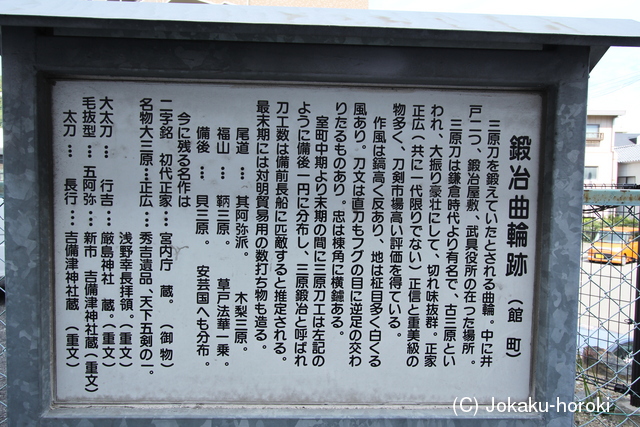 鍛冶曲輪跡 (館町)
三原刀を鍛えていたとされる曲輪。中に井
戸二つ、鍛冶屋敷、武具役所の在った場所。
三原刀は鎌倉時代より有名で、古三原とい
われ、大振り豪壮にして、切れ味抜群。正家
正広(共に一代限りでない)正信と重美級の
物多く、刀剣市場高い評価を得ている。
作風は鎬高く反あり、地は柾目多く白くる
風あり。刀文は直刃もフグの目に逆足の交わ
りたるものあり。忠は棟角に横鑢ある。
室町中期より末期の間に三原刀工は左記の
ように備後一円に分布し、三原鍛冶と呼ばれ
刀工数は備前長船に匹敵すると推定される。
最末期には対明貿易用の数打ち物も造る。
尾道 … 其阿弥派。 木梨三原。
福山 … 鞆三原。 草戸法華一乗。
備後 … 貝三原。 安芸国へも分布。
今に残る名作は
二字銘 初代正家… 宮内庁 蔵。(御物)
名物大三原…正広… 秀吉遺品、天下五剣の一。
浅野幸長拝領。(重文)
大太刀 … 行吉… 厳島神社 蔵。(重文)
毛抜型 … 五阿弥… 新市 吉備津神社蔵(重文)
太刀 … 長行… 吉備津神社蔵 (重文)
(C) Jokaku-horoki